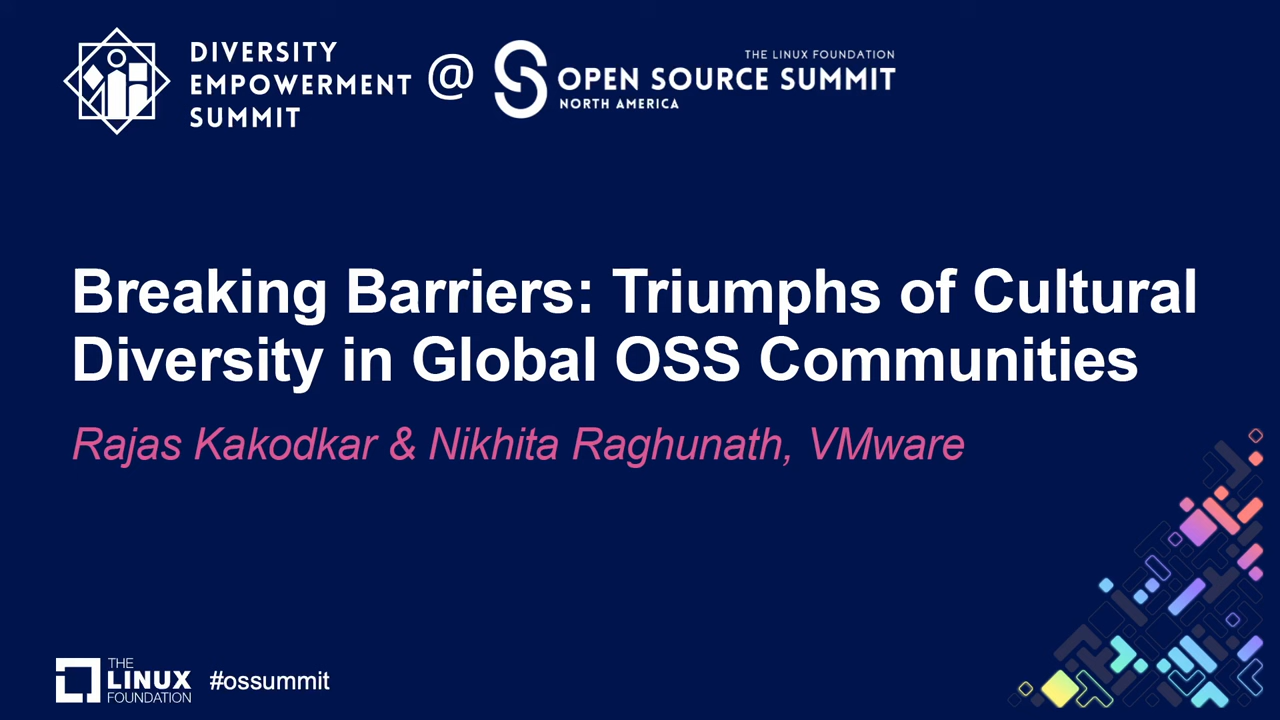 DIVERSITY
EMPOWERMENT
SUMMIT
@
THE LINUX FOUNDATION
OPEN SOURCE SUMMIT
NORTH AMERICA
Breaking Barriers: Triumphs of Cultural
Diversity in Global OSS Communities
Rajas Kakodkar & Nikhita Raghunath, VMware
THE
LINUX
FOUNDATION
#ossummit